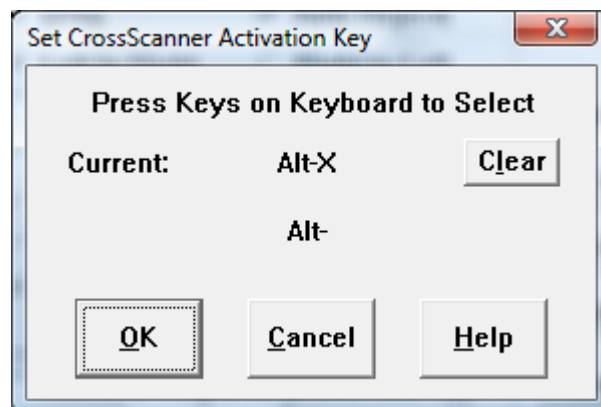 Set CrossScanner Activation Key
Press Keys on Keyboard to Select
Current: Alt-X Clear
Alt-
OK Cancel Help